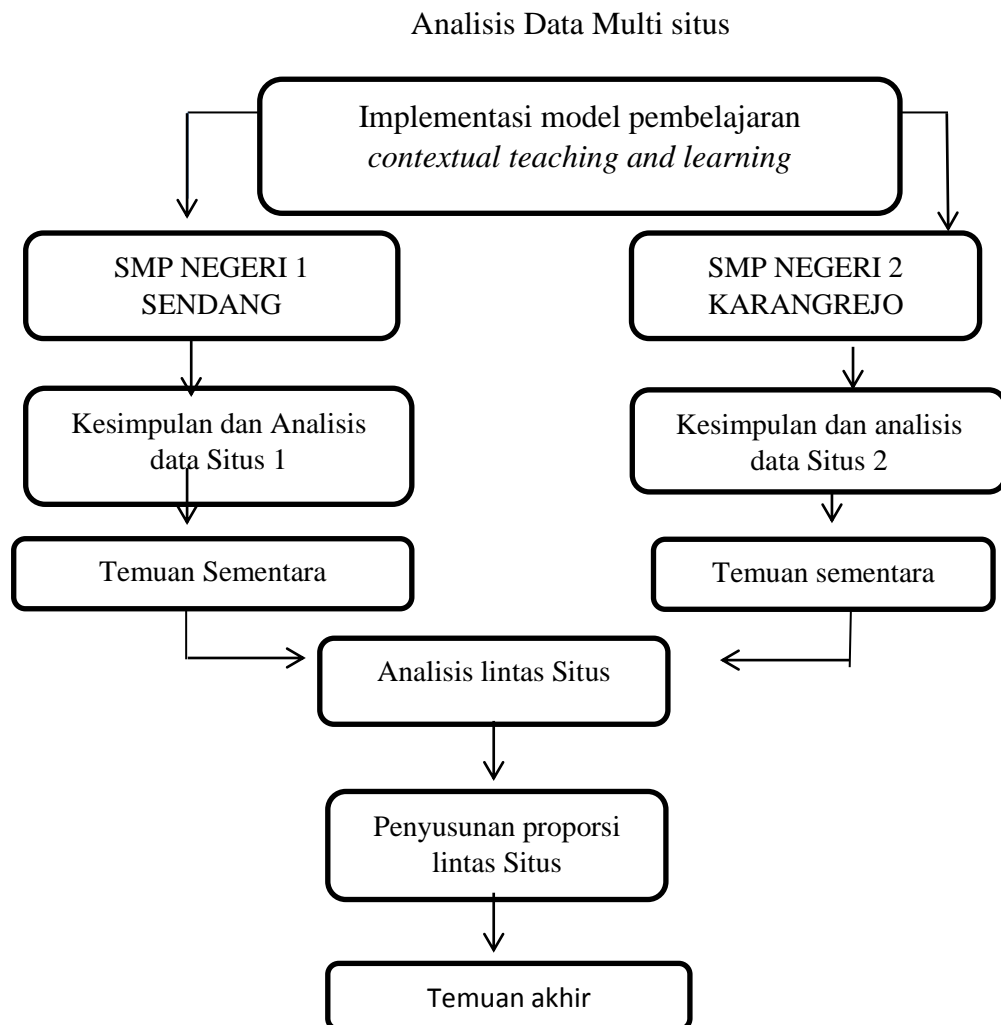 Analisis Data Multi situs
Implementasi model pembelajaran
contextual teaching and learning
SMP NEGERI 1
SENDANG
SMP NEGERI 2
KARANGREJO
Kesimpulan dan Analisis
data Situs 1
Kesimpulan dan analisis
data Situs 2
Temuan Sementara
Temuan sementara
Analisis lintas Situs
Penyusunan proporsi
lintas Situs
Temuan akhir